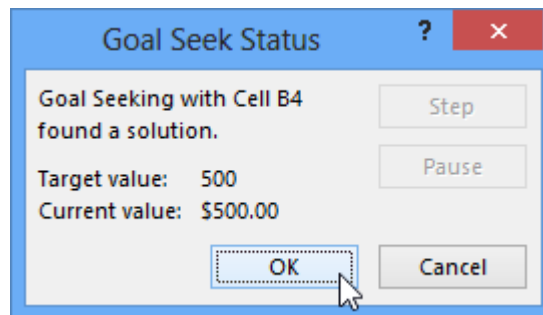 Goal Seek Status
?
×
Goal Seeking with Cell B4
found a solution.
Step
Pause
Target value: 500
Current value: $500.00
OK
Cancel